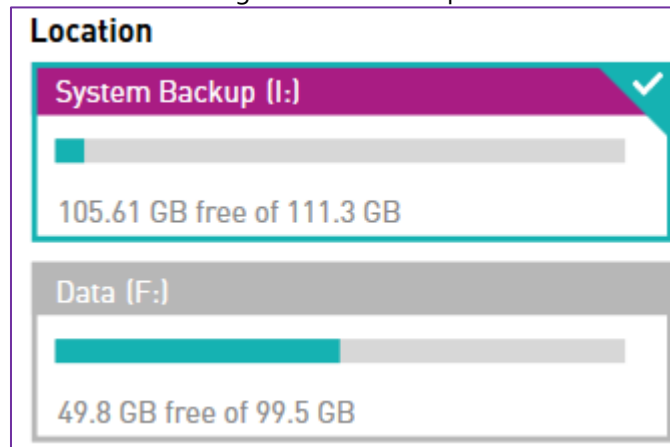 Location
System Backup (I:)
105.61 GB free of 111.3 GB
Data (F:)
49.8 GB free of 99.5 GB